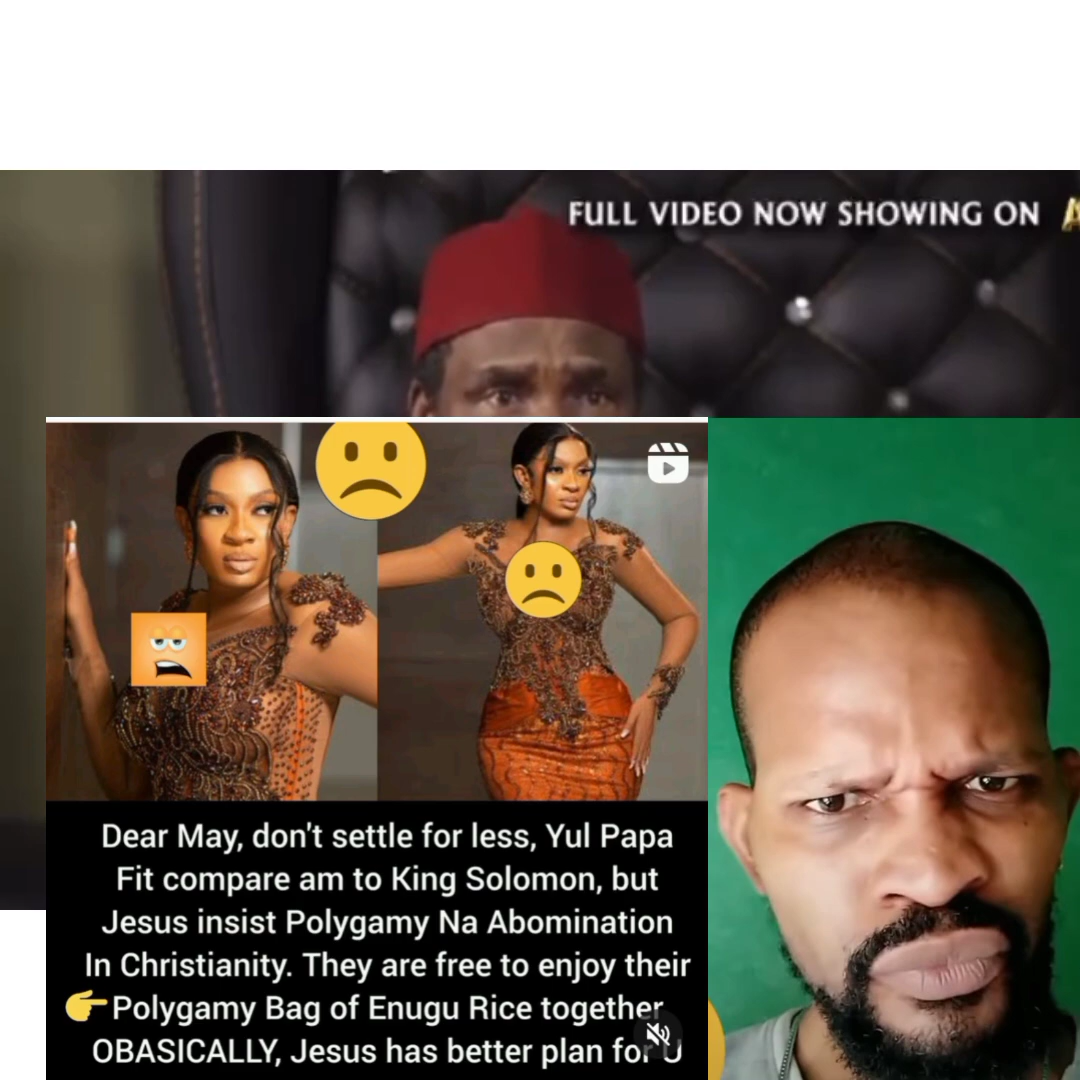 FULL VIDEO NOW SHOWING ON
Dear May, don't settle for less, Yul Papa
Fit compare am to King Solomon, but
Jesus insist Polygamy Na Abomination
In Christianity. They are free to enjoy their
Polygamy Bag of Enugu Rice together
OBASICALLY, Jesus has better plan for U